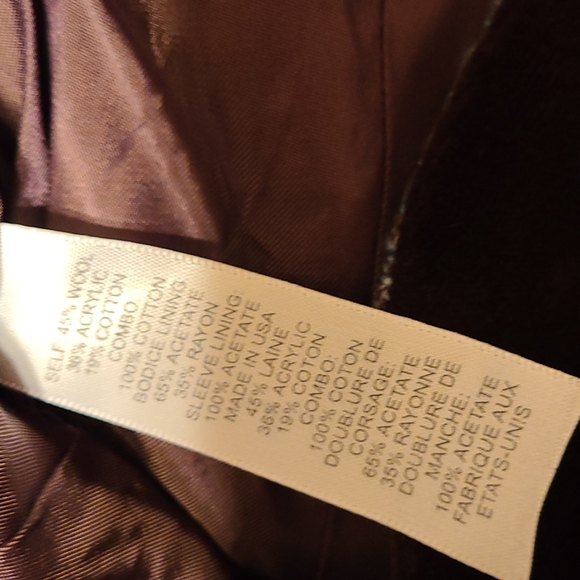 SELF 45% WOOL
36% ACRYLIC
19% COTTON
COMBO
100% COTTON
BODICE LINING
65% ACETATE
35% RAYON
SLEEVE LINING:
100% ACETATE
MADE IN USA
45% LAINE
36% ACRYLIC
19% COTON
COMBO:
100% COTON
DOUBLURE DE
CORSAGE:
65% ACETATE
35% RAYONNE
DOUBLURE DE
MANCHE:
100% ACETATE
FABRIQUE AUX
ETATS-UNIS